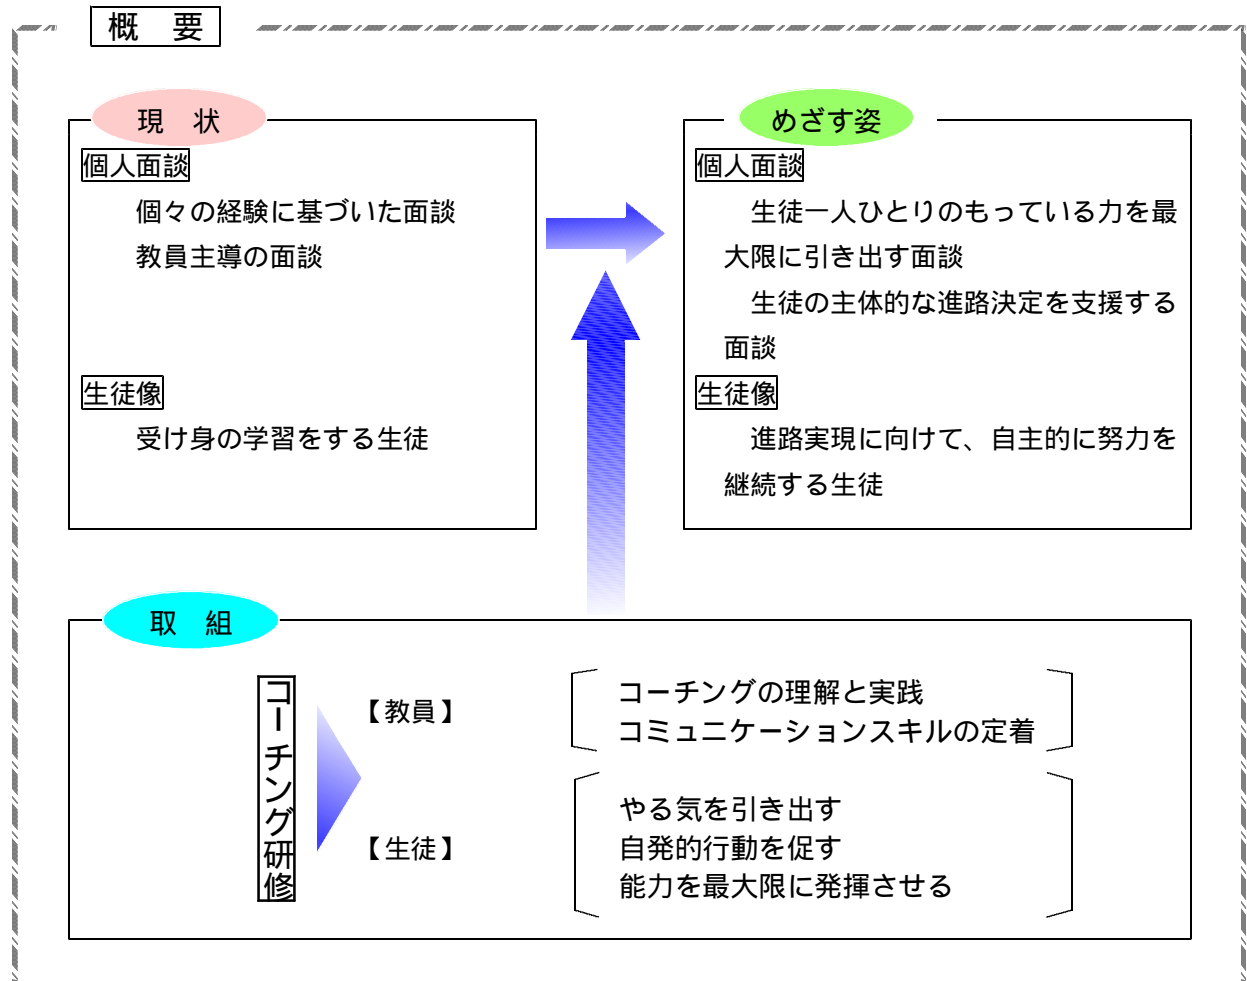 概　要
現　状
個人面談
個々の経験に基づいた面談
教員主導の面談
生徒像
受け身の学習をする生徒
めざす姿
個人面談
生徒一人ひとりのもっている力を最
大限に引き出す面談
生徒の主体的な進路決定を支援する
面談
生徒像
進路実現に向けて、自主的に努力を
継続する生徒
取　組
コーチング研修
【教員】
コーチングの理解と実践
コミュニケーションスキルの定着
【生徒】
やる気を引き出す
自発的行動を促す
能力を最大限に発揮させる